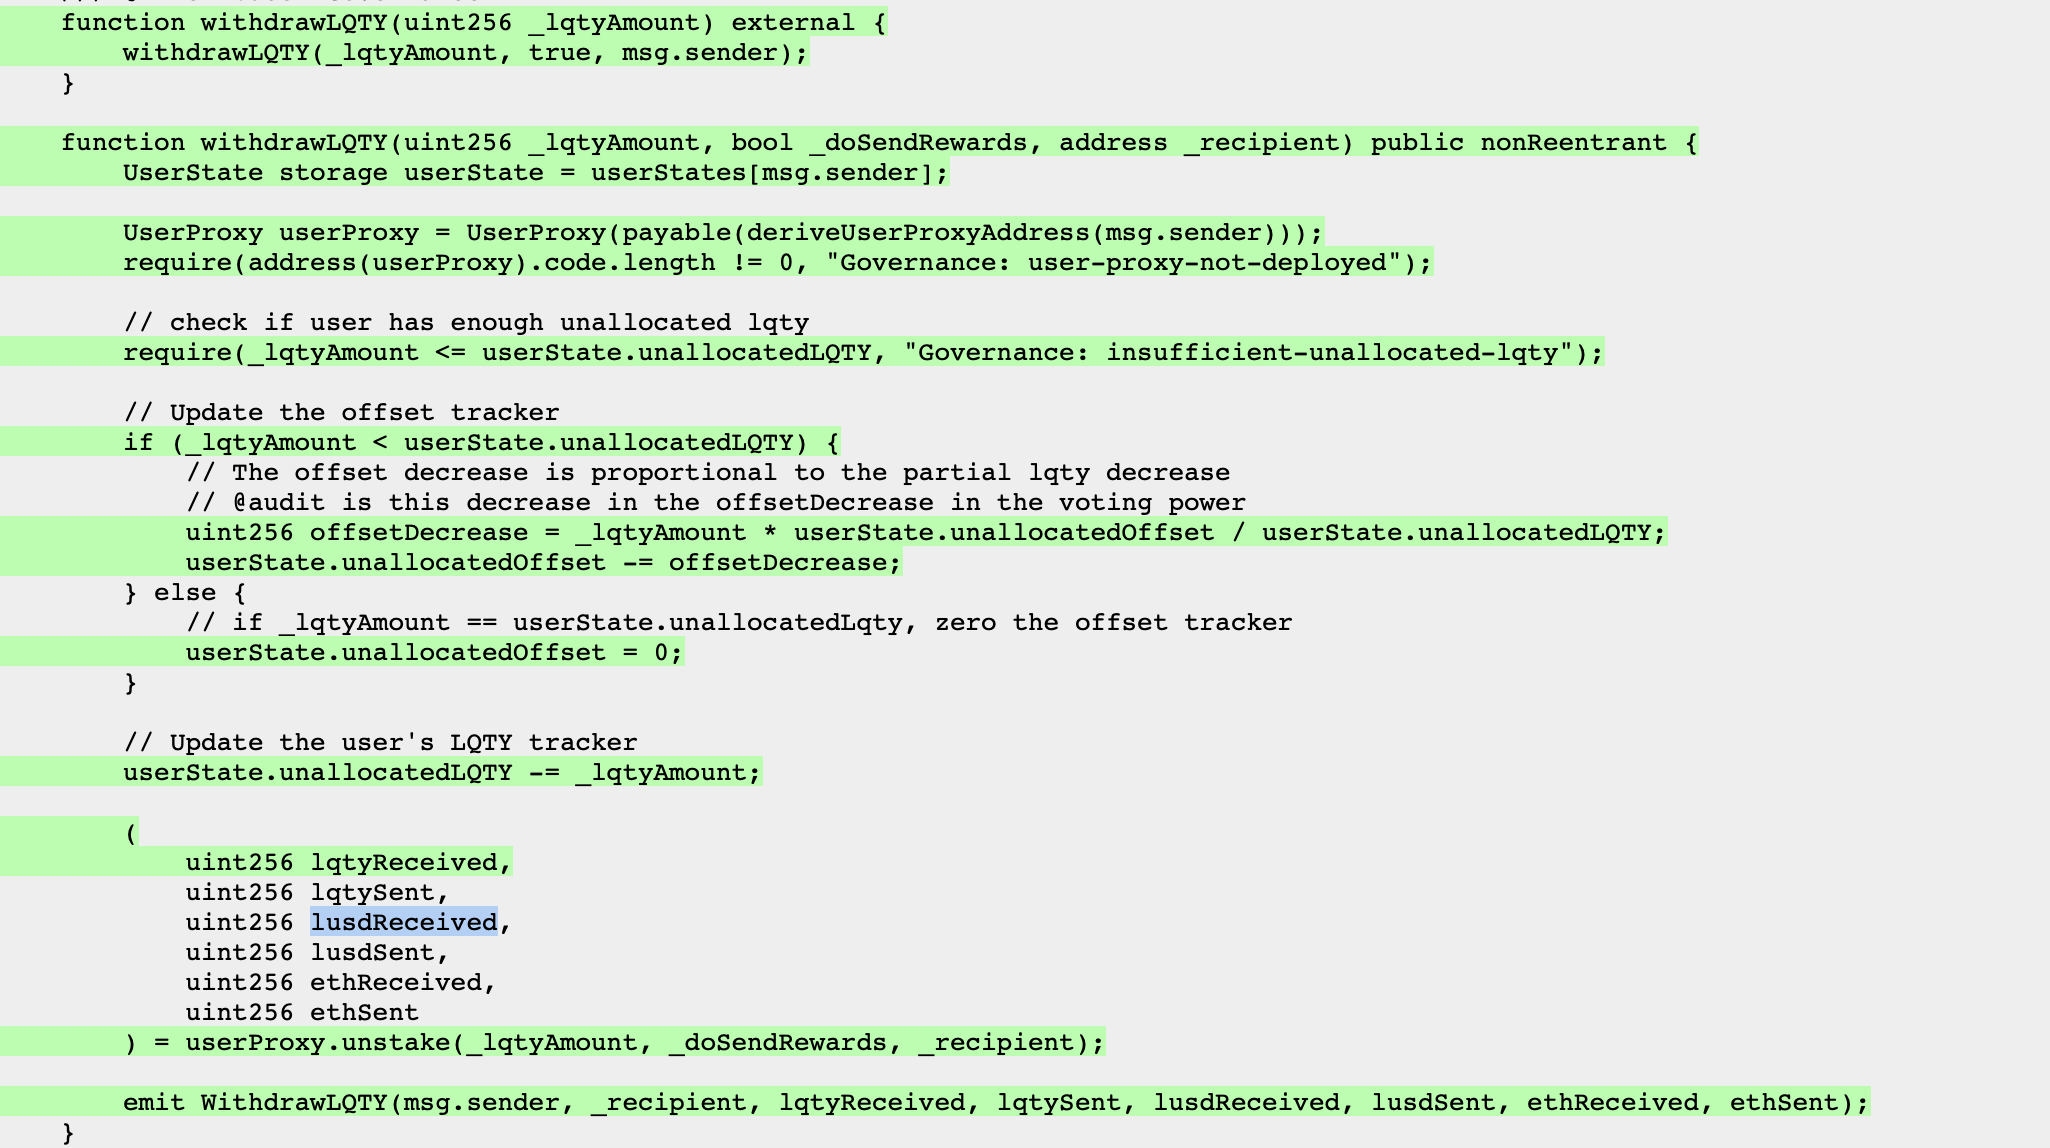 function withdrawLQTY(uint256 _lqtyAmount) external {
withdrawLQTY(_lqtyAmount, true, msg.sender);
}
function withdrawLQTY(uint256 _lqtyAmount, bool _doSendRewards, address _recipient) public nonReentrant {
UserState storage userState = userStates[msg.sender];
UserProxy userProxy = UserProxy(payable(deriveUserProxyAddress(msg.sender)));
require(address(userProxy).code.length != 0, "Governance: user-proxy-not-deployed");
// check if user has enough unallocated lqty
require(_lqtyAmount <= userState.unallocatedLQTY, "Governance: insufficient-unallocated-lqty");
// Update the offset tracker
if (_lqtyAmount < userState.unallocatedLQTY) {
// The offset decrease is proportional to the partial lqty decrease
// @audit is this decrease in the offsetDecrease in the voting power
uint256 offsetDecrease = _lqtyAmount * userState.unallocatedOffset / userState.unallocatedLQTY;
userState.unallocatedOffset -= offsetDecrease;
} else {
// if _lqtyAmount == userState.unallocatedLqty, zero the offset tracker
userState.unallocatedOffset = 0;
}
// Update the user's LQTY tracker
userState.unallocatedLQTY -= _lqtyAmount;
(
uint256 lqtyReceived,
uint256 lqtySent,
uint256 lusdReceived,
uint256 lusdSent,
uint256 ethReceived,
uint256 ethSent
) = userProxy.unstake(_lqtyAmount, _doSendRewards, _recipient);
emit WithdrawLQTY(msg.sender, _recipient, lqtyReceived, lqtySent, lusdReceived, lusdSent, ethReceived, ethSent);
}